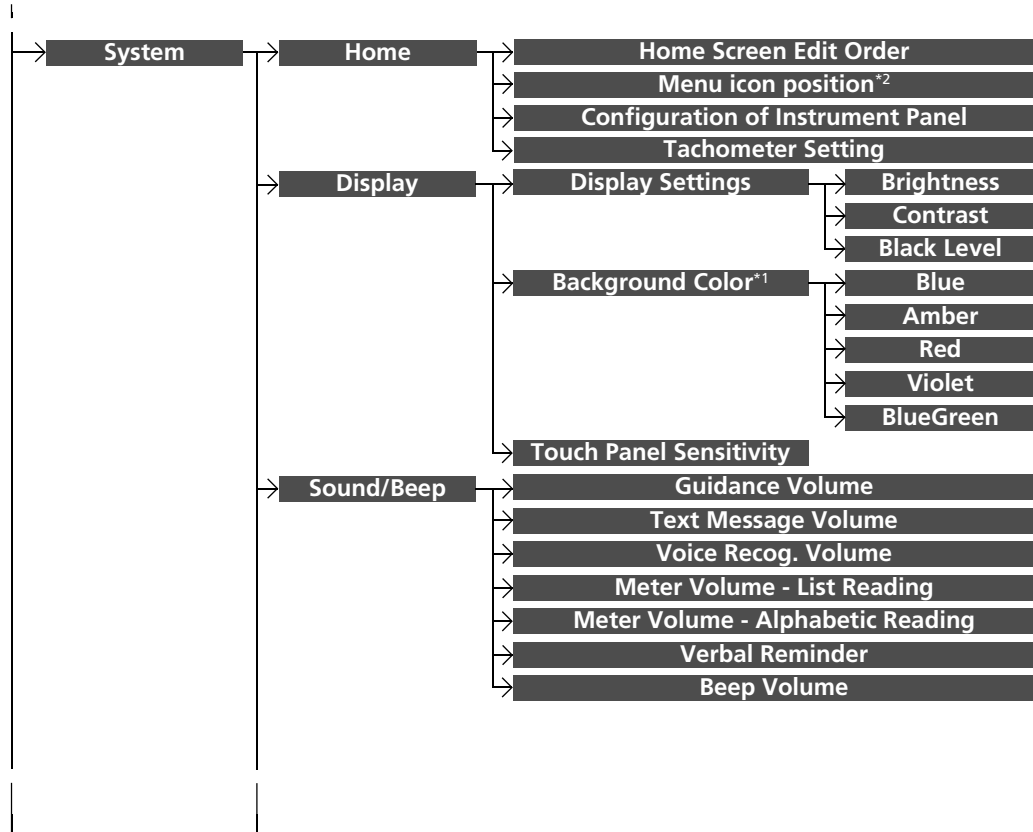 System
Home
Home Screen Edit Order
Menu icon position*2
Configuration of Instrument Panel
Tachometer Setting
Display
Display Settings
Brightness
Contrast
Black Level
Background Color*1
Blue
Amber
Red
Violet
BlueGreen
Touch Panel Sensitivity
Sound/Beep
Guidance Volume
Text Message Volume
Voice Recog. Volume
Meter Volume - List Reading
Meter Volume - Alphabetic Reading
Verbal Reminder
Beep Volume